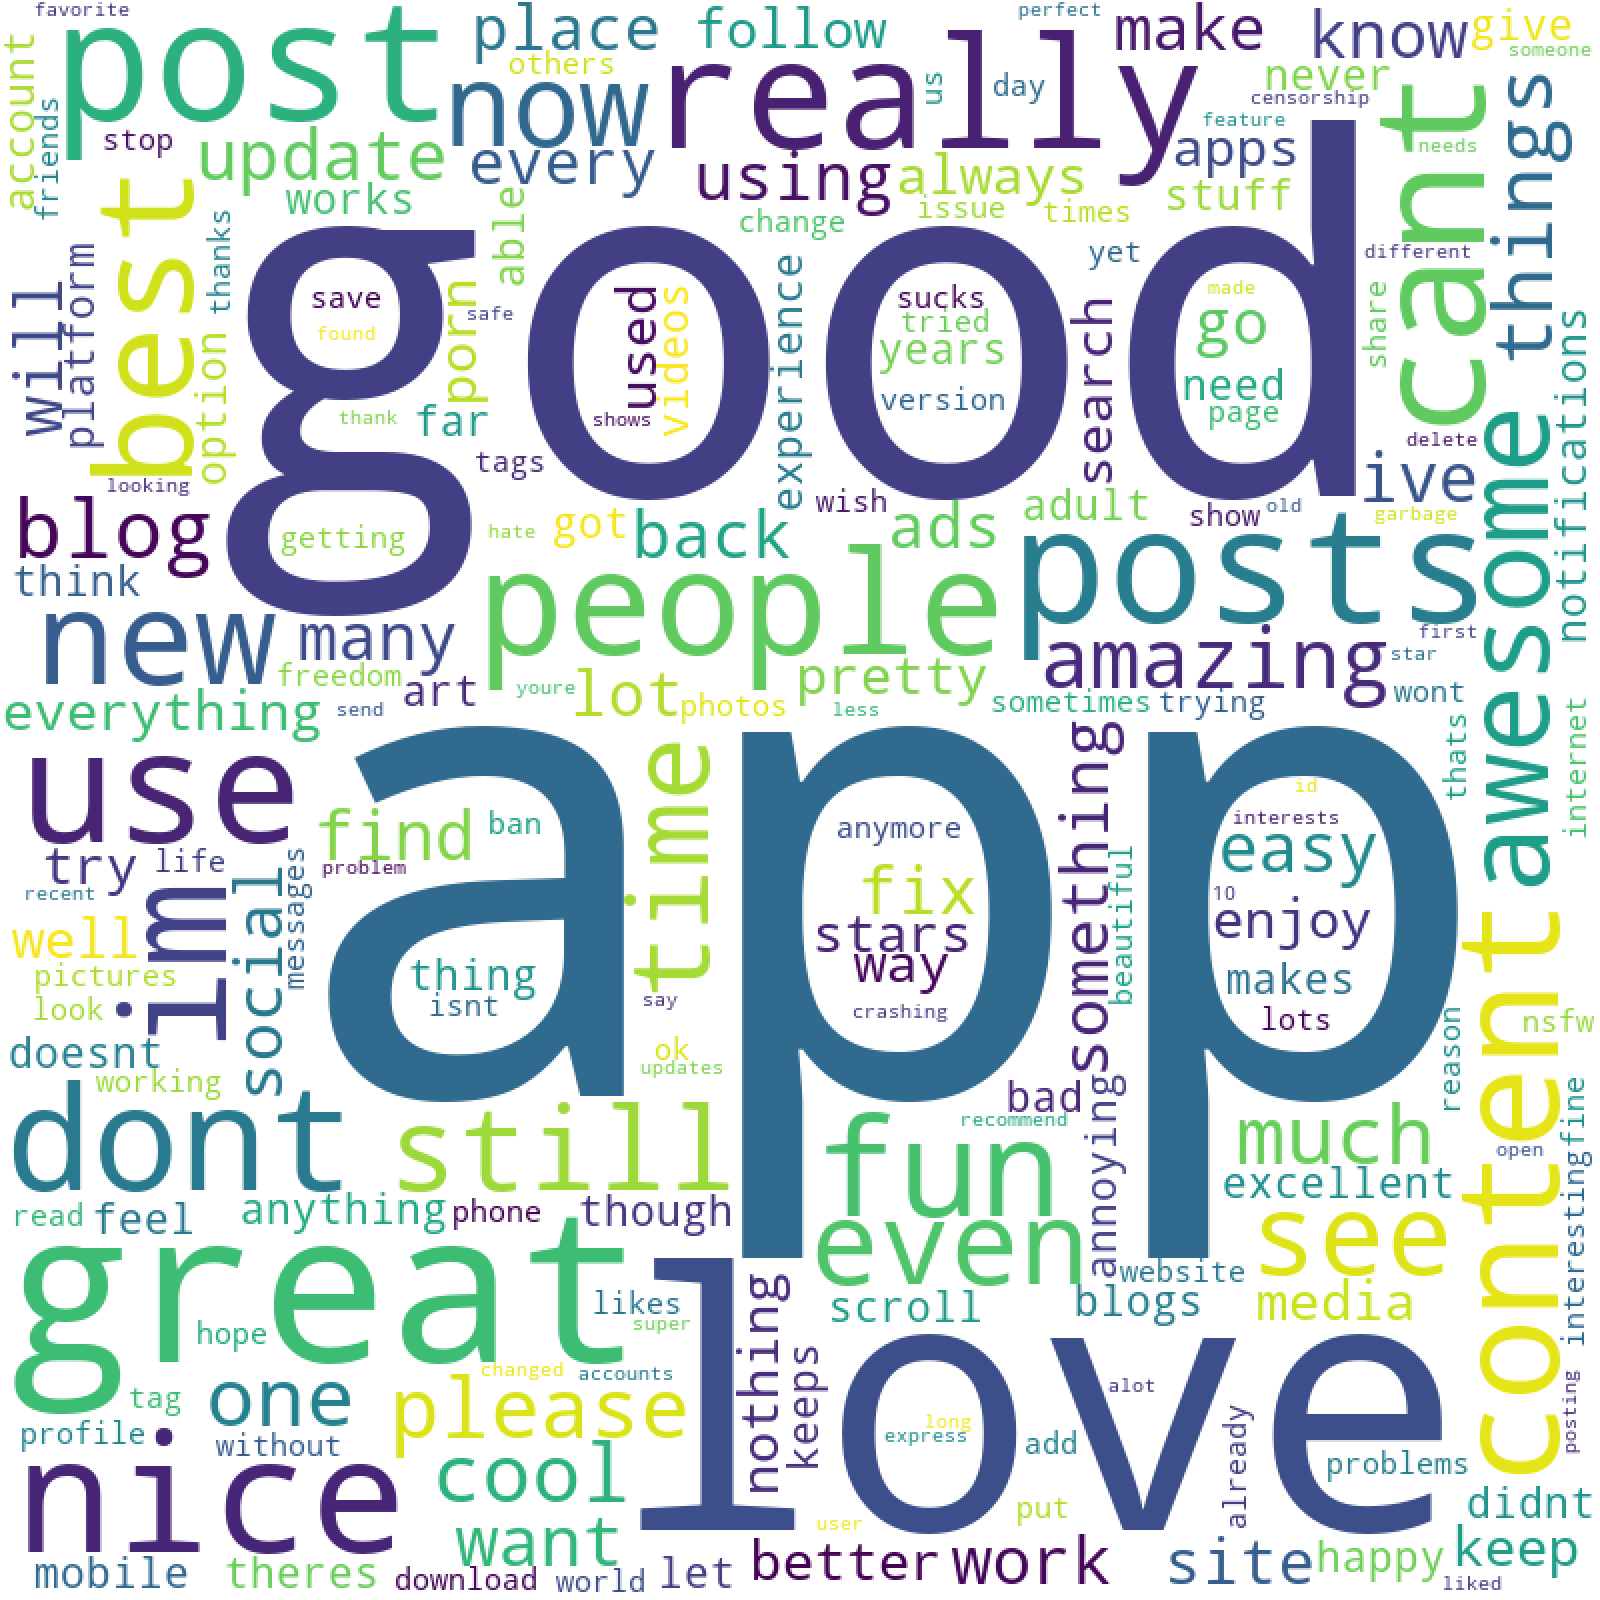 favorite
post
place
follow
perfect
make
know
give
someone
account
others
now
really
us
day
never
censorship
cant
things
friends
stop
update
every
using
always
feature
apps
needs
works
able
change
issue
times
stuff
best
thanks
good
yet
different
will
platform
option
porn
safe
save
found
used
videos
experience
sucks
tried
years
search
made
go
share
need
page
version
thank
far
shows
tags
delete
awesome
notifications
looking
ive
blog
getting
hate
got
back
wish
ads
adult
show
old
garbage
think
people
posts
new
many
freedom
art
youre
lot
photos
pretty
less
amazing
first
star
sometimes
trying
wont
everything
send
use
app
time
something
thats
internet
id
find
ban
problem
anymore
interests
easy
try
life
recent
social
messages
fix
stars
way
10
enjoy
beautiful
im
well
pictures
look
thing
isnt
say
crashing
makes
lots
content
nsfw
doesnt
working
ok
updates
reason
dont
still
bad
recommend
annoying
fun
much
open
interesting
fine
excellent
read
feel
anything
phone
though
even
see
great
hope
likes
super
love
nothing
scroll
website
blogs
media
tag
one
changed
accounts
please
keeps
alot
posting
profile
without
long
express
add
already
problems
nice
cool
want
user
put
didnt
mobile
theres
download
world
let
better
work
site
happy
keep
liked